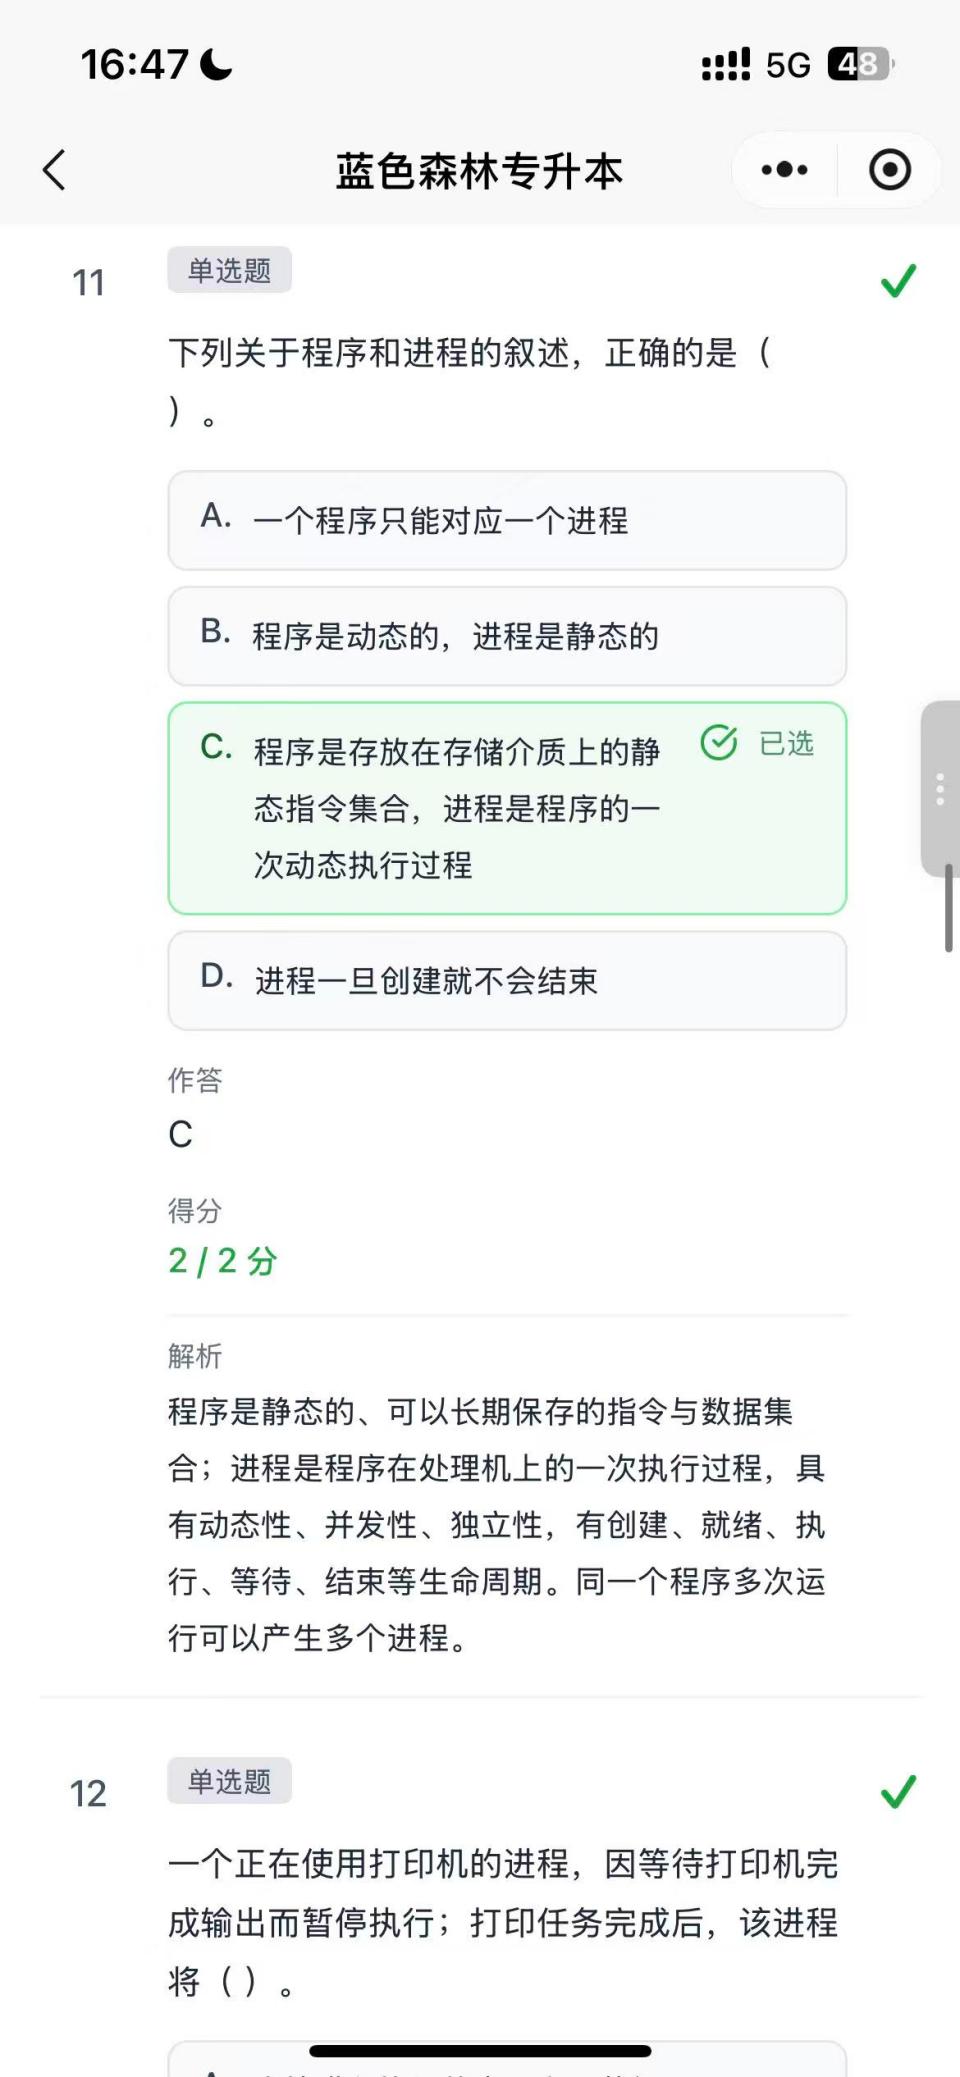 16:47
5G 48
蓝色森林专升本
11
单选题
下列关于程序和进程的叙述，正确的是（
）。
A. 一个程序只能对应一个进程
B. 程序是动态的，进程是静态的
C. 程序是存放在存储介质上的静
已选
态指令集合，进程是程序的一
次动态执行过程
D. 进程一旦创建就不会结束
作答
C
得分
2 / 2 分
解析
程序是静态的、可以长期保存的指令与数据集
合；进程是程序在处理机上的一次执行过程，具
有动态性、并发性、独立性，有创建、就绪、执
行、等待、结束等生命周期。同一个程序多次运
行可以产生多个进程。
12
单选题
一个正在使用打印机的进程，因等待打印机完
成输出而暂停执行；打印任务完成后，该进程
将（）。